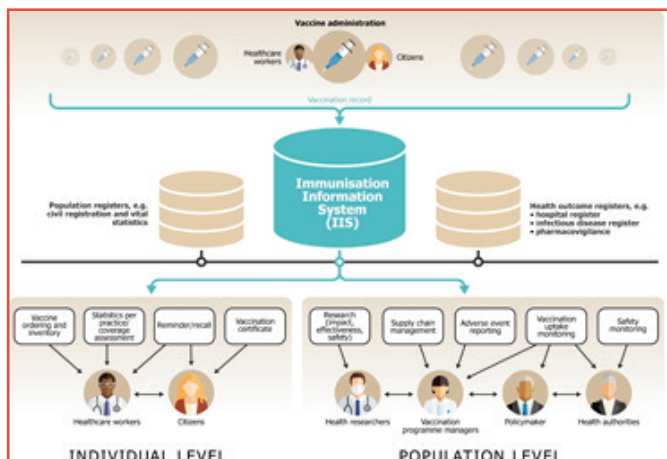 Vaccine administration
Healthcare
workers
Citizens
Vaccination record
Population registers, e.g.
civil registration and vital
statistics
Immunisation
Information
System
(IIS)
Health outcome registers, e.g.
• hospital register
• infectious disease register
• pharmacovigilance
Vaccine
ordering and
inventory
Statistics per
practice/
coverage
assessment
Reminder/recall
Vaccination
certificate
Research
(impact,
effectiveness,
safety)
Supply chain
management
Adverse event
reporting
Vaccination
uptake
monitoring
Safety
monitoring
Healthcare workers
Citizens
Health researchers
Vaccination
programme managers
Policymaker
Health authorities
INDIVIDUAL LEVEL
POPULATION LEVEL